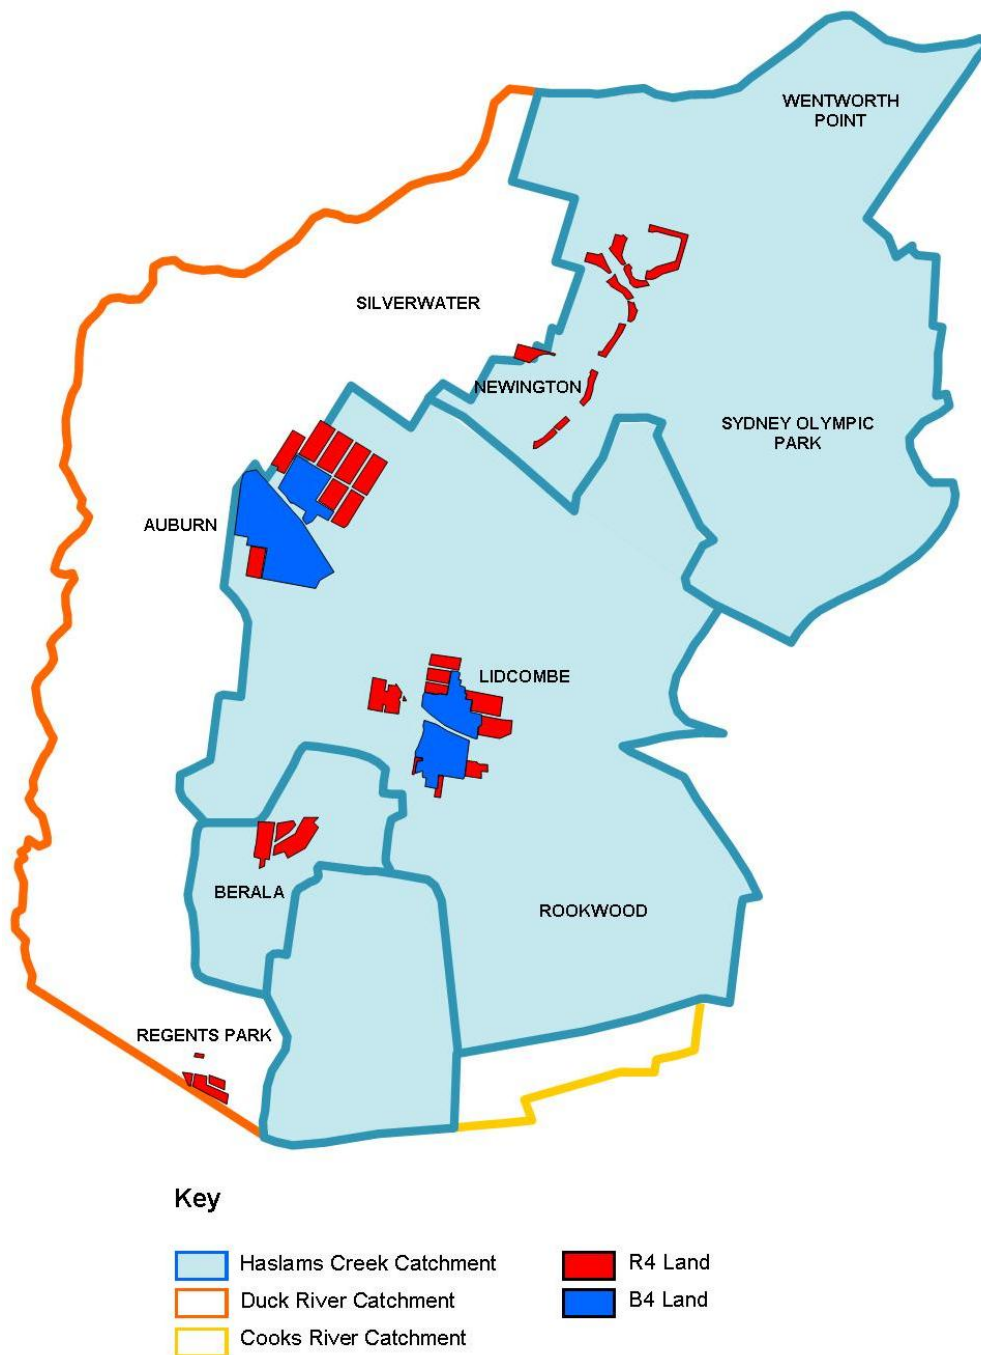 WENTWORTH
POINT
SILVERWATER
NEWINGTON
SYDNEY OLYMPIC
PARK
AUBURN
LIDCOMBE
BERALA
ROOKWOOD
REGENTS PARK
Key
Haslams Creek Catchment
R4 Land
Duck River Catchment
B4 Land
Cooks River Catchment